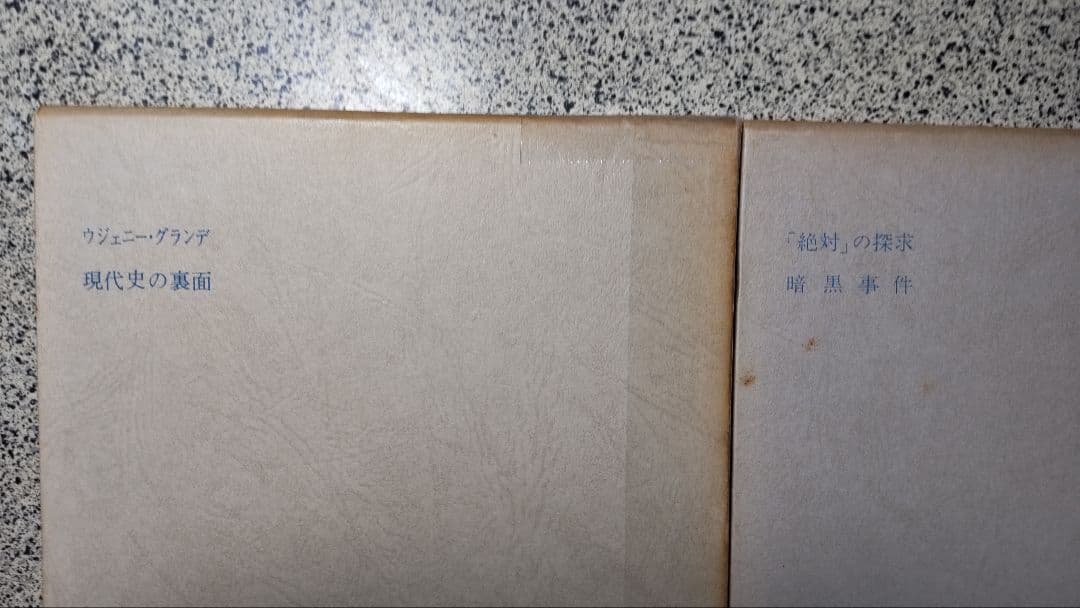 ウジェニー・グランデ
現代史の裏面
「絶対」の探求
暗黒事件